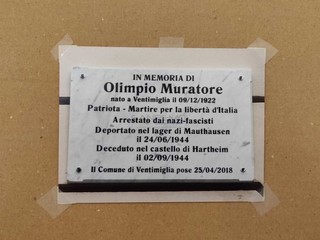 IN MEMORIA DI
Olimpio Muratore
nato a Ventimiglia il 09/12/1922
Patriota - Martire per la libertà d'Italia
Arrestato dai nazi-fascisti
Deportato nel lager di Mauthausen
il 24/06/1944
Deceduto nel castello di Hartheim
il 02/09/1944
Il Comune di Ventimiglia pose 25/04/2018